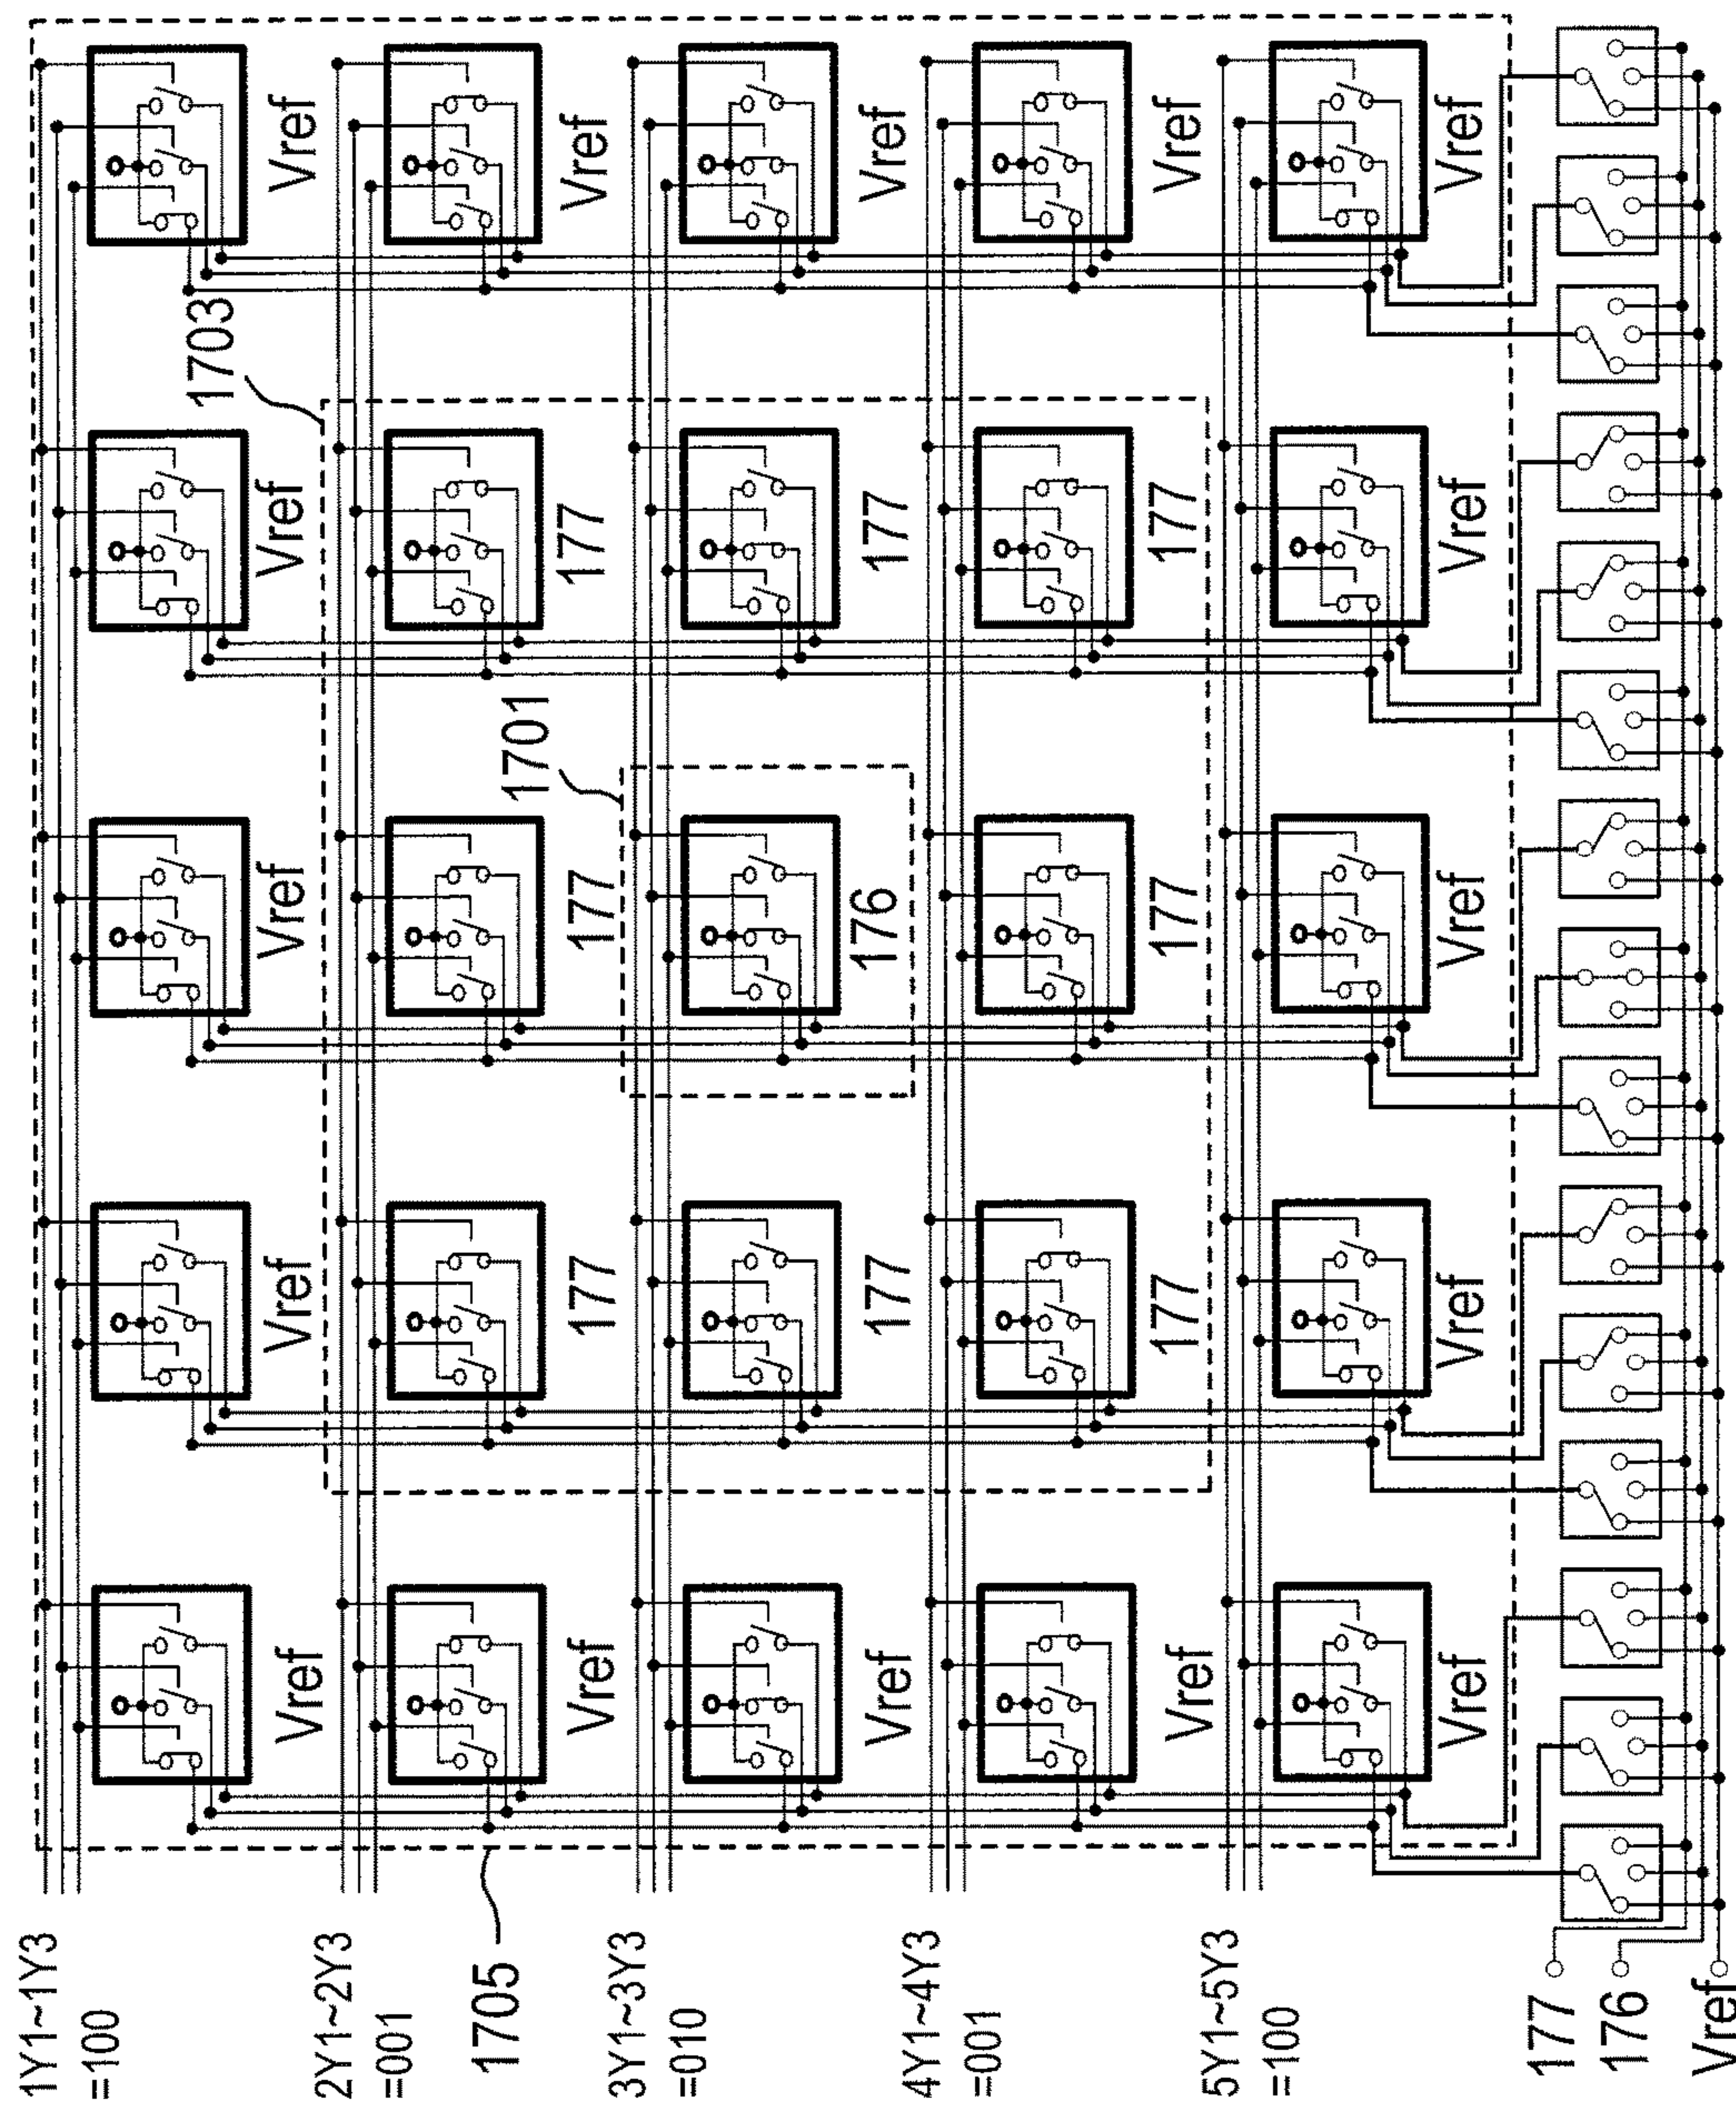 1Y1~1Y3
=100
1703
Vref Vref Vref Vref Vref
2Y1~2Y3
=001
1705
1701
Vref 177 177 177 Vref
3Y1~3Y3
=010
Vref 177 176 177 Vref
4Y1~4Y3
=001
Vref 177 177 177 Vref
5Y1~5Y3
=100
Vref Vref Vref Vref Vref
177
176
Vref